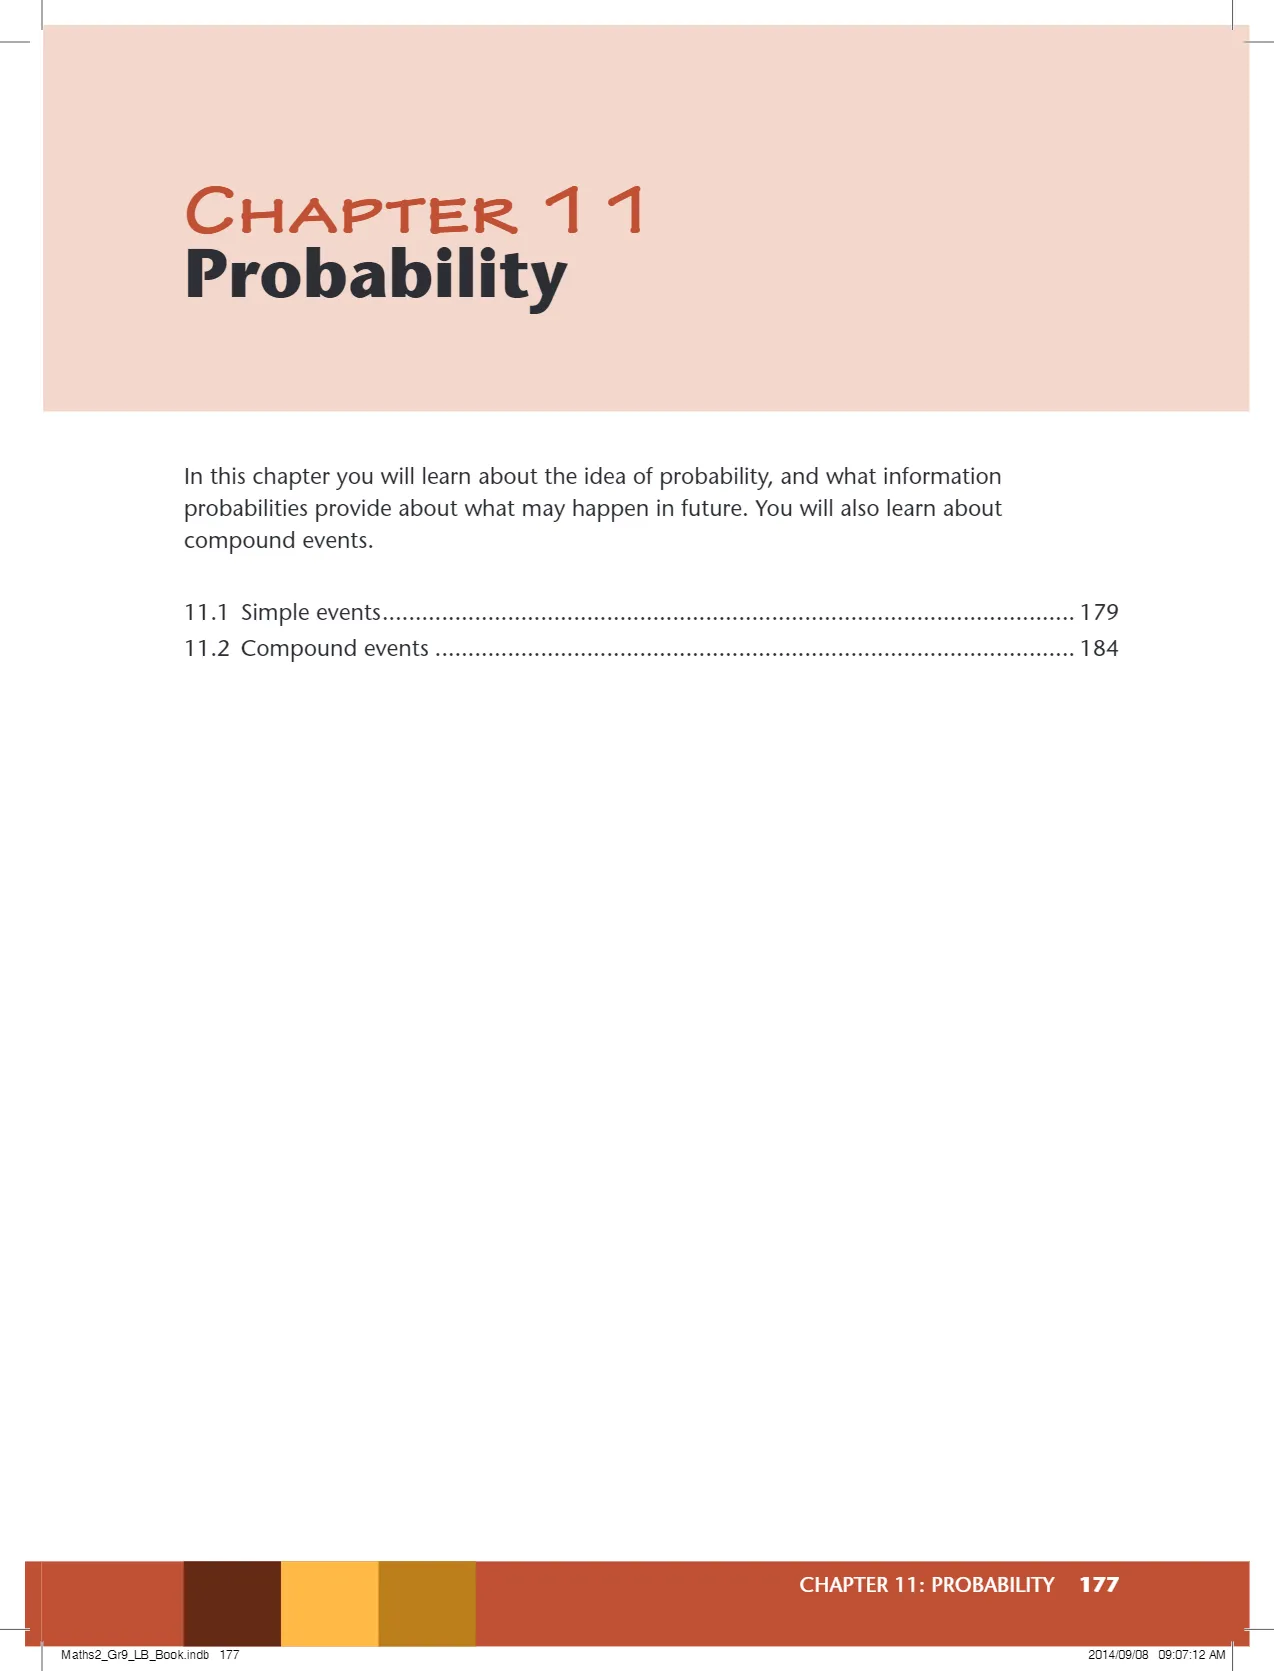 CHAPTER 11
Probability
In this chapter you will learn about the idea of probability, and what information
probabilities provide about what may happen in future. You will also learn about
compound events.
11.1 Simple events......................................................................................................... 179
11.2 Compound events ................................................................................................. 184
CHAPTER 11: PROBABILITY 177
Maths2_Gr9_LB_Book.indb 177 2014/09/08 09:07:12 AM